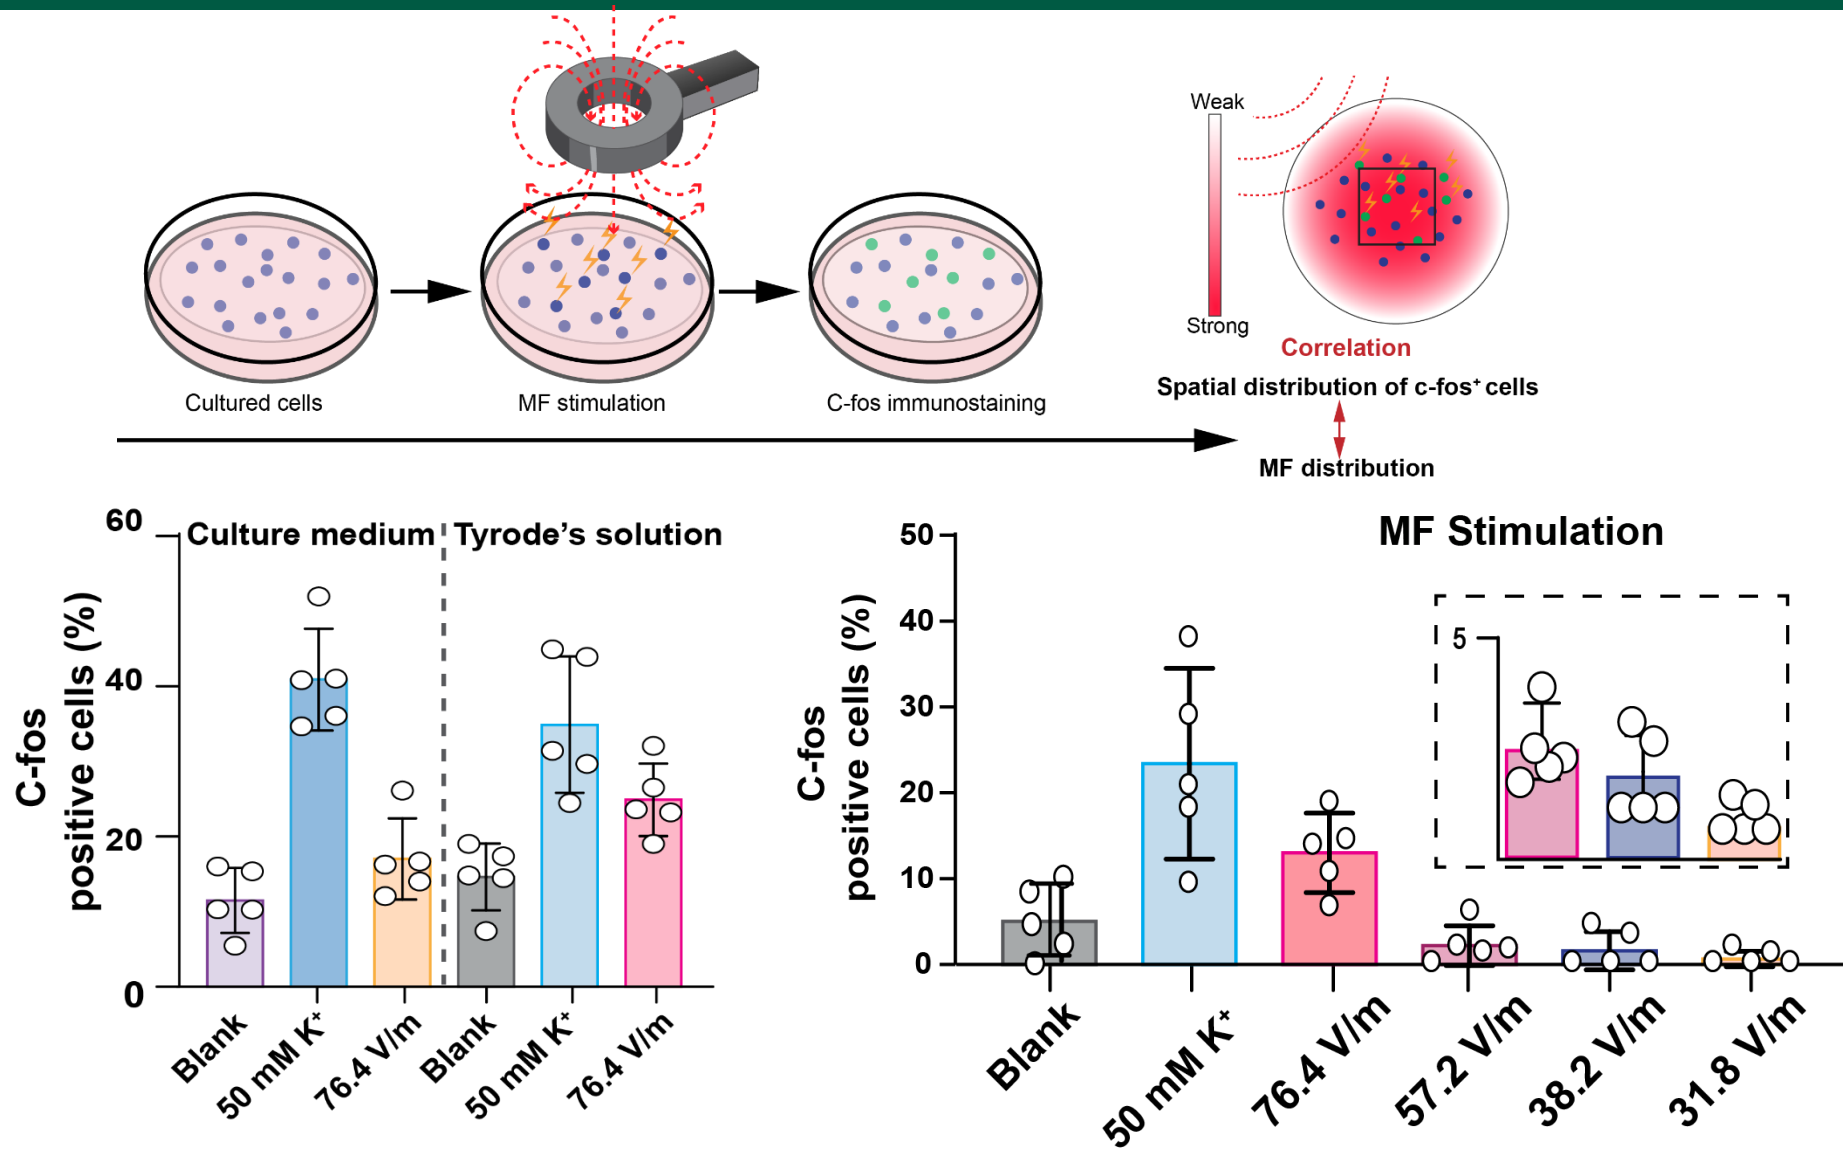 Weak
Strong
Cultured cells
MF stimulation
C-fos immunostaining
Correlation
Spatial distribution of c-fos⁺ cells
MF distribution
C-fos
positive cells (%)
60
40
20
0
Culture medium
Tyrode's solution
Blank
50 mM K⁺
76.4 V/m
Blank
50 mM K⁺
76.4 V/m
MF Stimulation
C-fos
positive cells (%)
50
40
30
20
10
0
5
Blank
50 mM K⁺
76.4 V/m
57.2 V/m
38.2 V/m
31.8 V/m